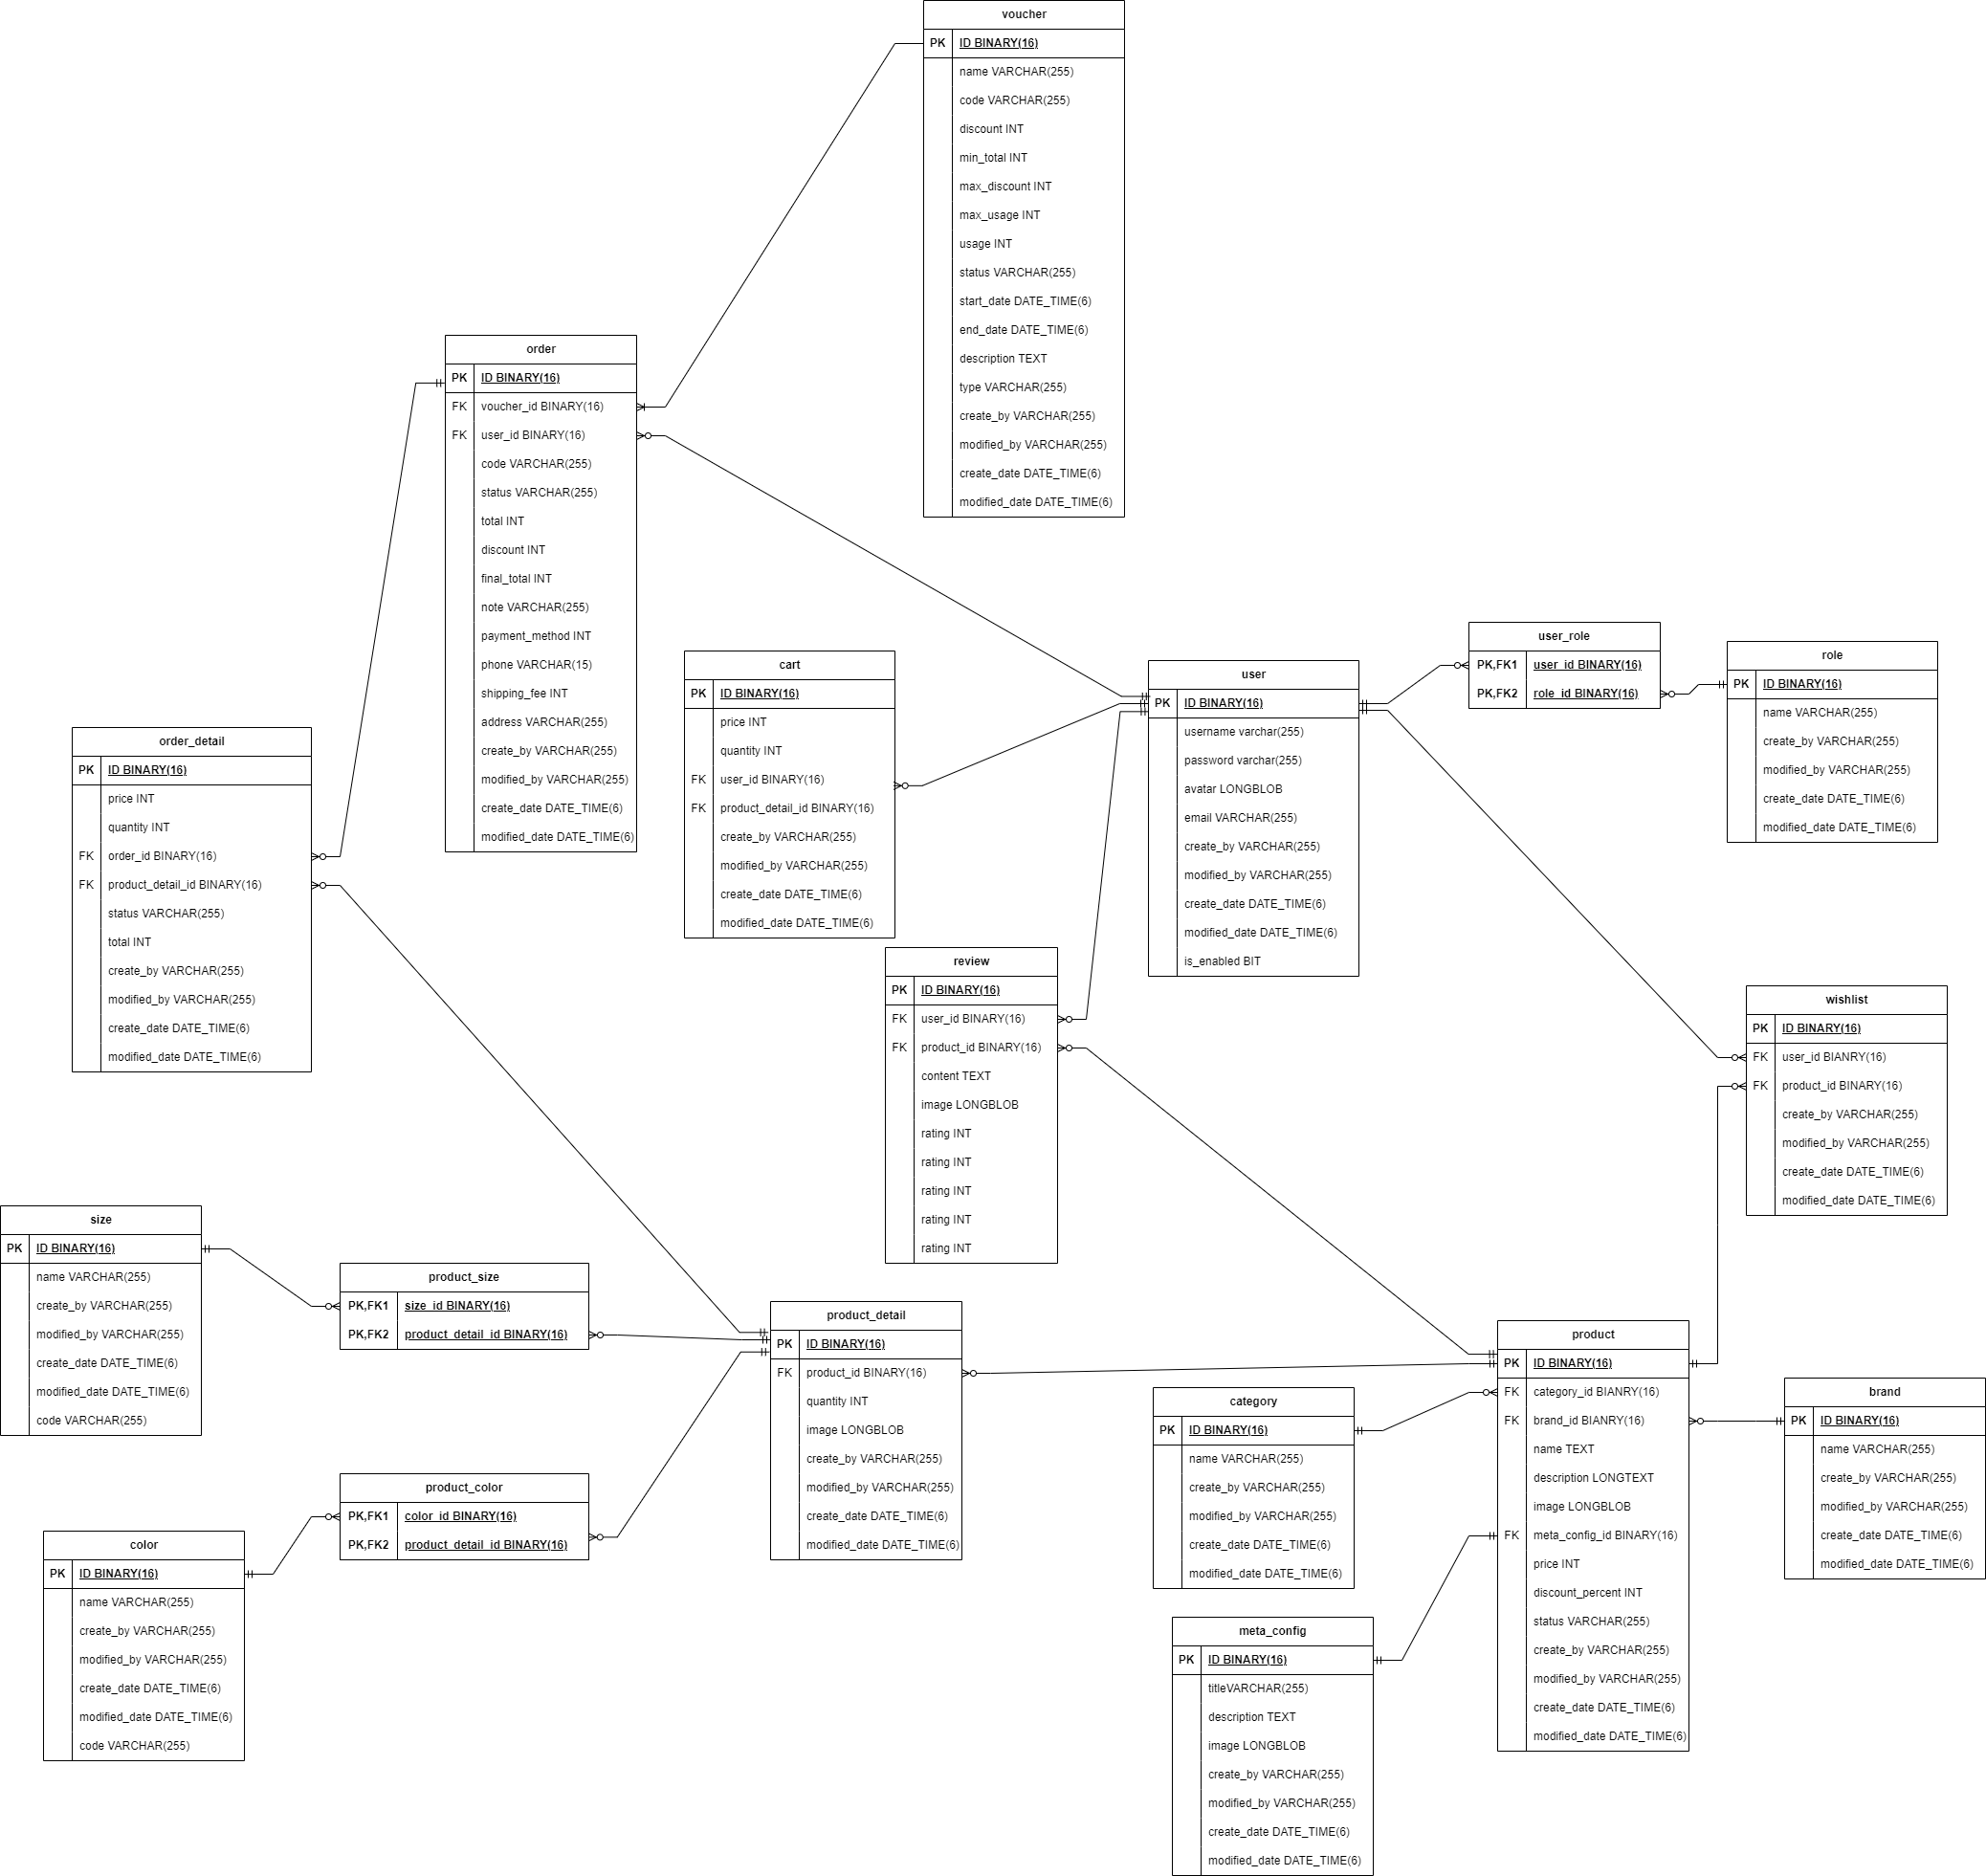 voucher
PK ID BINARY(16)
name VARCHAR(255)
code VARCHAR(255)
discount INT
min_total INT
max_discount INT
max_usage INT
usage INT
status VARCHAR(255)
start_date DATE_TIME(6)
end_date DATE_TIME(6)
description TEXT
type VARCHAR(255)
create_by VARCHAR(255)
modified_by VARCHAR(255)
create_date DATE_TIME(6)
modified_date DATE_TIME(6)
order
PK ID BINARY(16)
FK voucher_id BINARY(16)
FK user_id BINARY(16)
code VARCHAR(255)
status VARCHAR(255)
total INT
discount INT
final_total INT
note VARCHAR(255)
payment_method INT
phone VARCHAR(15)
shipping_fee INT
address VARCHAR(255)
create_by VARCHAR(255)
modified_by VARCHAR(255)
create_date DATE_TIME(6)
modified_date DATE_TIME(6)
cart
PK ID BINARY(16)
price INT
quantity INT
FK user_id BINARY(16)
FK product_detail_id BINARY(16)
create_by VARCHAR(255)
modified_by VARCHAR(255)
create_date DATE_TIME(6)
modified_date DATE_TIME(6)
user
PK ID BINARY(16)
username varchar(255)
password varchar(255)
avatar LONGBLOB
email VARCHAR(255)
create_by VARCHAR(255)
modified_by VARCHAR(255)
create_date DATE_TIME(6)
modified_date DATE_TIME(6)
is_enabled BIT
user_role
PK,FK1 user_id BINARY(16)
PK,FK2 role_id BINARY(16)
role
PK ID BINARY(16)
name VARCHAR(255)
create_by VARCHAR(255)
modified_by VARCHAR(255)
create_date DATE_TIME(6)
modified_date DATE_TIME(6)
order_detail
PK ID BINARY(16)
price INT
quantity INT
FK order_id BINARY(16)
FK product_detail_id BINARY(16)
status VARCHAR(255)
total INT
create_by VARCHAR(255)
modified_by VARCHAR(255)
create_date DATE_TIME(6)
modified_date DATE_TIME(6)
review
PK ID BINARY(16)
FK user_id BINARY(16)
FK product_id BINARY(16)
content TEXT
image LONGBLOB
rating INT
rating INT
rating INT
rating INT
rating INT
wishlist
PK ID BINARY(16)
FK user_id BIANRY(16)
FK product_id BINARY(16)
create_by VARCHAR(255)
modified_by VARCHAR(255)
create_date DATE_TIME(6)
modified_date DATE_TIME(6)
size
PK ID BINARY(16)
name VARCHAR(255)
create_by VARCHAR(255)
modified_by VARCHAR(255)
create_date DATE_TIME(6)
modified_date DATE_TIME(6)
code VARCHAR(255)
product_size
PK,FK1 size_id BINARY(16)
PK,FK2 product_detail_id BINARY(16)
product_detail
PK ID BINARY(16)
FK product_id BINARY(16)
quantity INT
image LONGBLOB
create_by VARCHAR(255)
modified_by VARCHAR(255)
create_date DATE_TIME(6)
modified_date DATE_TIME(6)
product
PK ID BINARY(16)
FK category_id BIANRY(16)
FK brand_id BIANRY(16)
name TEXT
description LONGTEXT
image LONGBLOB
FK meta_config_id BINARY(16)
price INT
discount_percent INT
status VARCHAR(255)
create_by VARCHAR(255)
modified_by VARCHAR(255)
create_date DATE_TIME(6)
modified_date DATE_TIME(6)
category
PK ID BINARY(16)
name VARCHAR(255)
create_by VARCHAR(255)
modified_by VARCHAR(255)
create_date DATE_TIME(6)
modified_date DATE_TIME(6)
brand
PK ID BINARY(16)
name VARCHAR(255)
create_by VARCHAR(255)
modified_by VARCHAR(255)
create_date DATE_TIME(6)
modified_date DATE_TIME(6)
product_color
PK,FK1 color_id BINARY(16)
PK,FK2 product_detail_id BINARY(16)
color
PK ID BINARY(16)
name VARCHAR(255)
create_by VARCHAR(255)
modified_by VARCHAR(255)
create_date DATE_TIME(6)
modified_date DATE_TIME(6)
code VARCHAR(255)
meta_config
PK ID BINARY(16)
titleVARCHAR(255)
description TEXT
image LONGBLOB
create_by VARCHAR(255)
modified_by VARCHAR(255)
create_date DATE_TIME(6)
modified_date DATE_TIME(6)